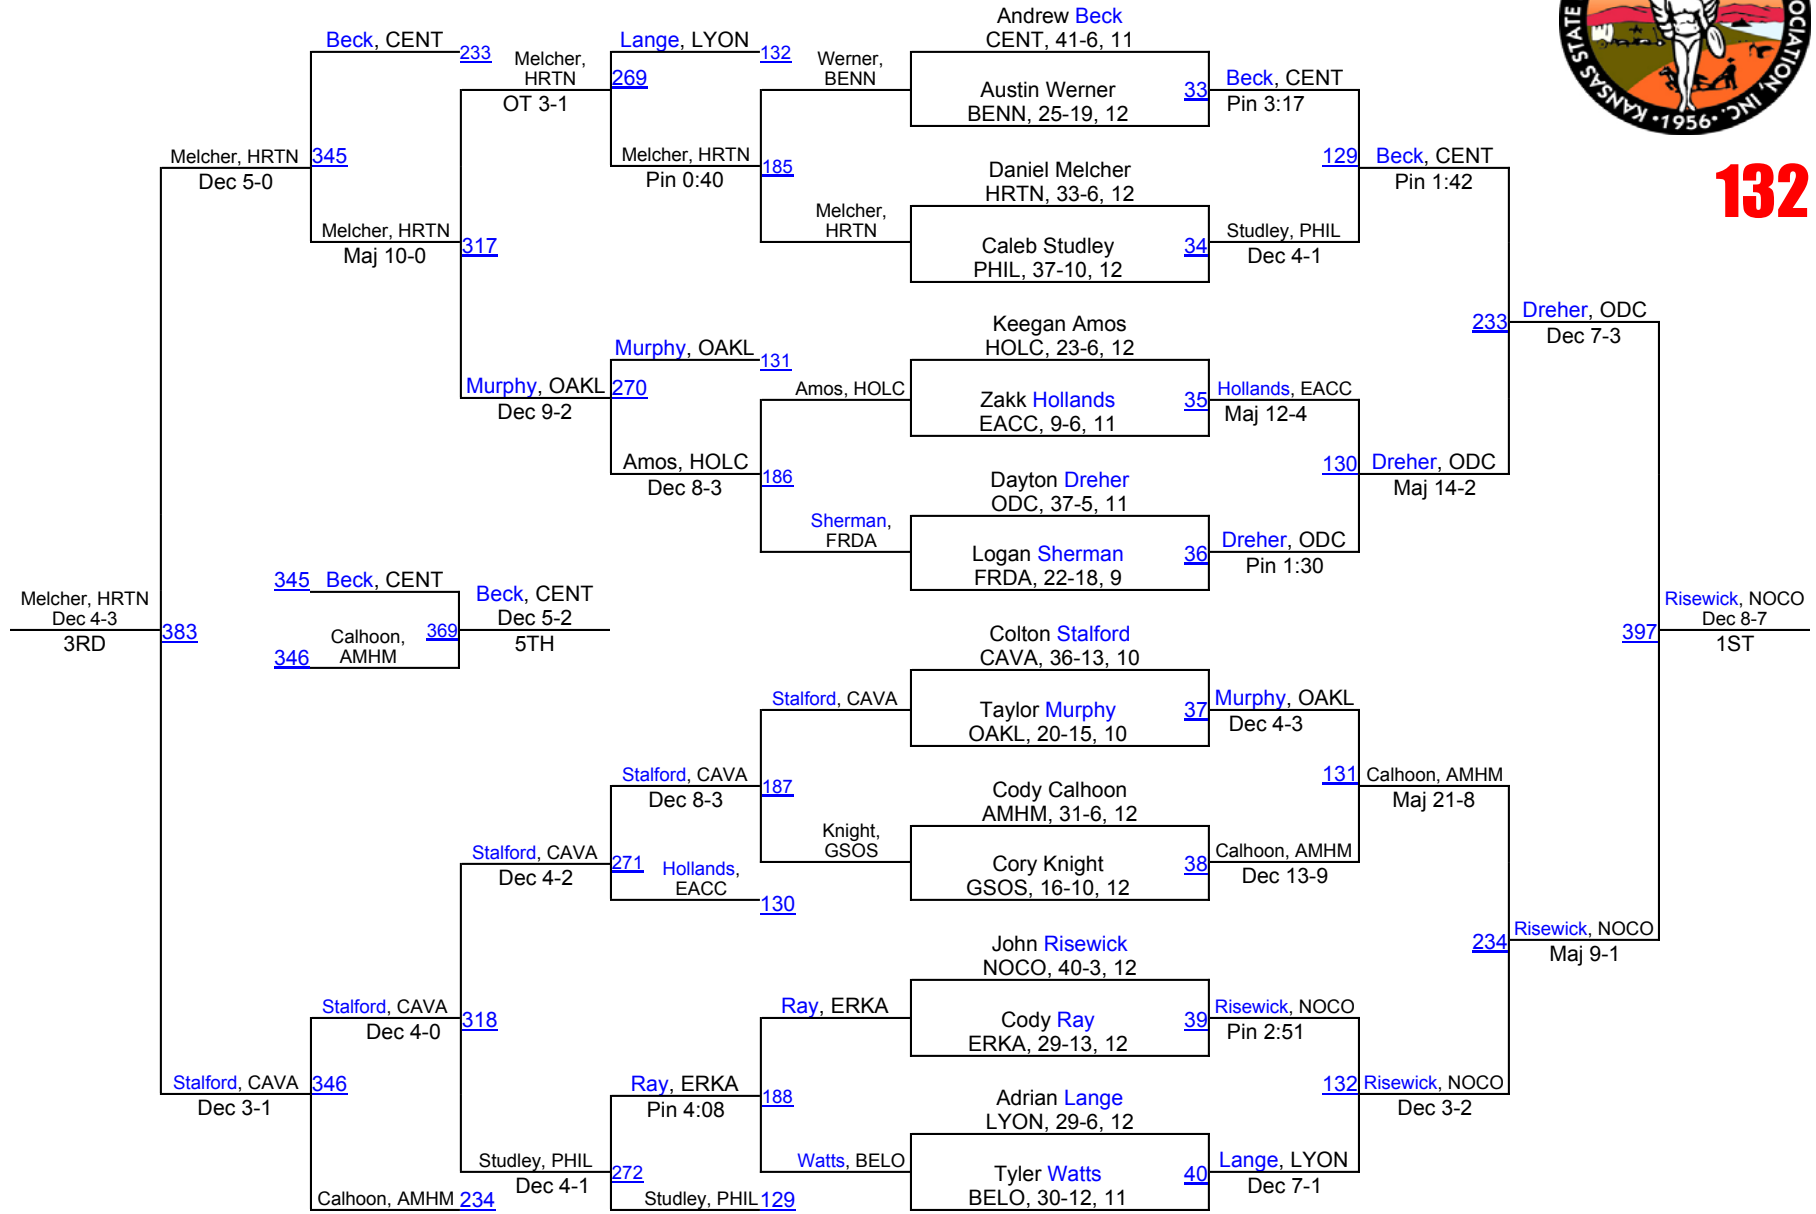 KANSAS STATE
OCIATION, INC.
·1956·
132
Andrew Beck
CENT, 41-6, 11
Austin Werner
BENN, 25-19, 12
33
Daniel Melcher
HRTN, 33-6, 12
Caleb Studley
PHIL, 37-10, 12
34
Keegan Amos
HOLC, 23-6, 12
Zakk Hollands
EACC, 9-6, 11
35
Dayton Dreher
ODC, 37-5, 11
Logan Sherman
FRDA, 22-18, 9
36
Colton Stalford
CAVA, 36-13, 10
Taylor Murphy
OAKL, 20-15, 10
37
Cody Calhoon
AMHM, 31-6, 12
Cory Knight
GSOS, 16-10, 12
38
John Risewick
NOCO, 40-3, 12
Cody Ray
ERKA, 29-13, 12
39
Adrian Lange
LYON, 29-6, 12
Tyler Watts
BELO, 30-12, 11
40
Beck, CENT
Pin 3:17
Studley, PHIL
Dec 4-1
Hollands, EACC
Maj 12-4
Dreher, ODC
Pin 1:30
Murphy, OAKL
Dec 4-3
Calhoon, AMHM
Dec 13-9
Risewick, NOCO
Pin 2:51
Lange, LYON
Dec 7-1
129
Beck, CENT
Pin 1:42
130
Dreher, ODC
Maj 14-2
131
Calhoon, AMHM
Maj 21-8
132
Risewick, NOCO
Dec 3-2
233
Dreher, ODC
Dec 7-3
234
Risewick, NOCO
Maj 9-1
397
Risewick, NOCO
Dec 8-7
1ST
Werner,
BENN
Melcher,
HRTN
185
Amos, HOLC
Sherman,
FRDA
186
Stalford, CAVA
Knight,
GSOS
187
Ray, ERKA
Watts, BELO
188
Lange, LYON
132
Melcher, HRTN
Pin 0:40
269
Murphy, OAKL
131
Amos, HOLC
Dec 8-3
270
Stalford, CAVA
Dec 8-3
271
Hollands,
EACC
130
Ray, ERKA
Pin 4:08
272
Studley, PHIL
129
Melcher,
HRTN
OT 3-1
317
Murphy, OAKL
Dec 9-2
Stalford, CAVA
Dec 4-2
318
Studley, PHIL
Dec 4-1
Beck, CENT
233
345
Melcher, HRTN
Maj 10-0
Stalford, CAVA
Dec 4-0
346
Calhoon, AMHM
234
Melcher, HRTN
Dec 5-0
Stalford, CAVA
Dec 3-1
383
Melcher, HRTN
Dec 4-3
3RD
345
Beck, CENT
346
Calhoon,
AMHM
369
Beck, CENT
Dec 5-2
5TH